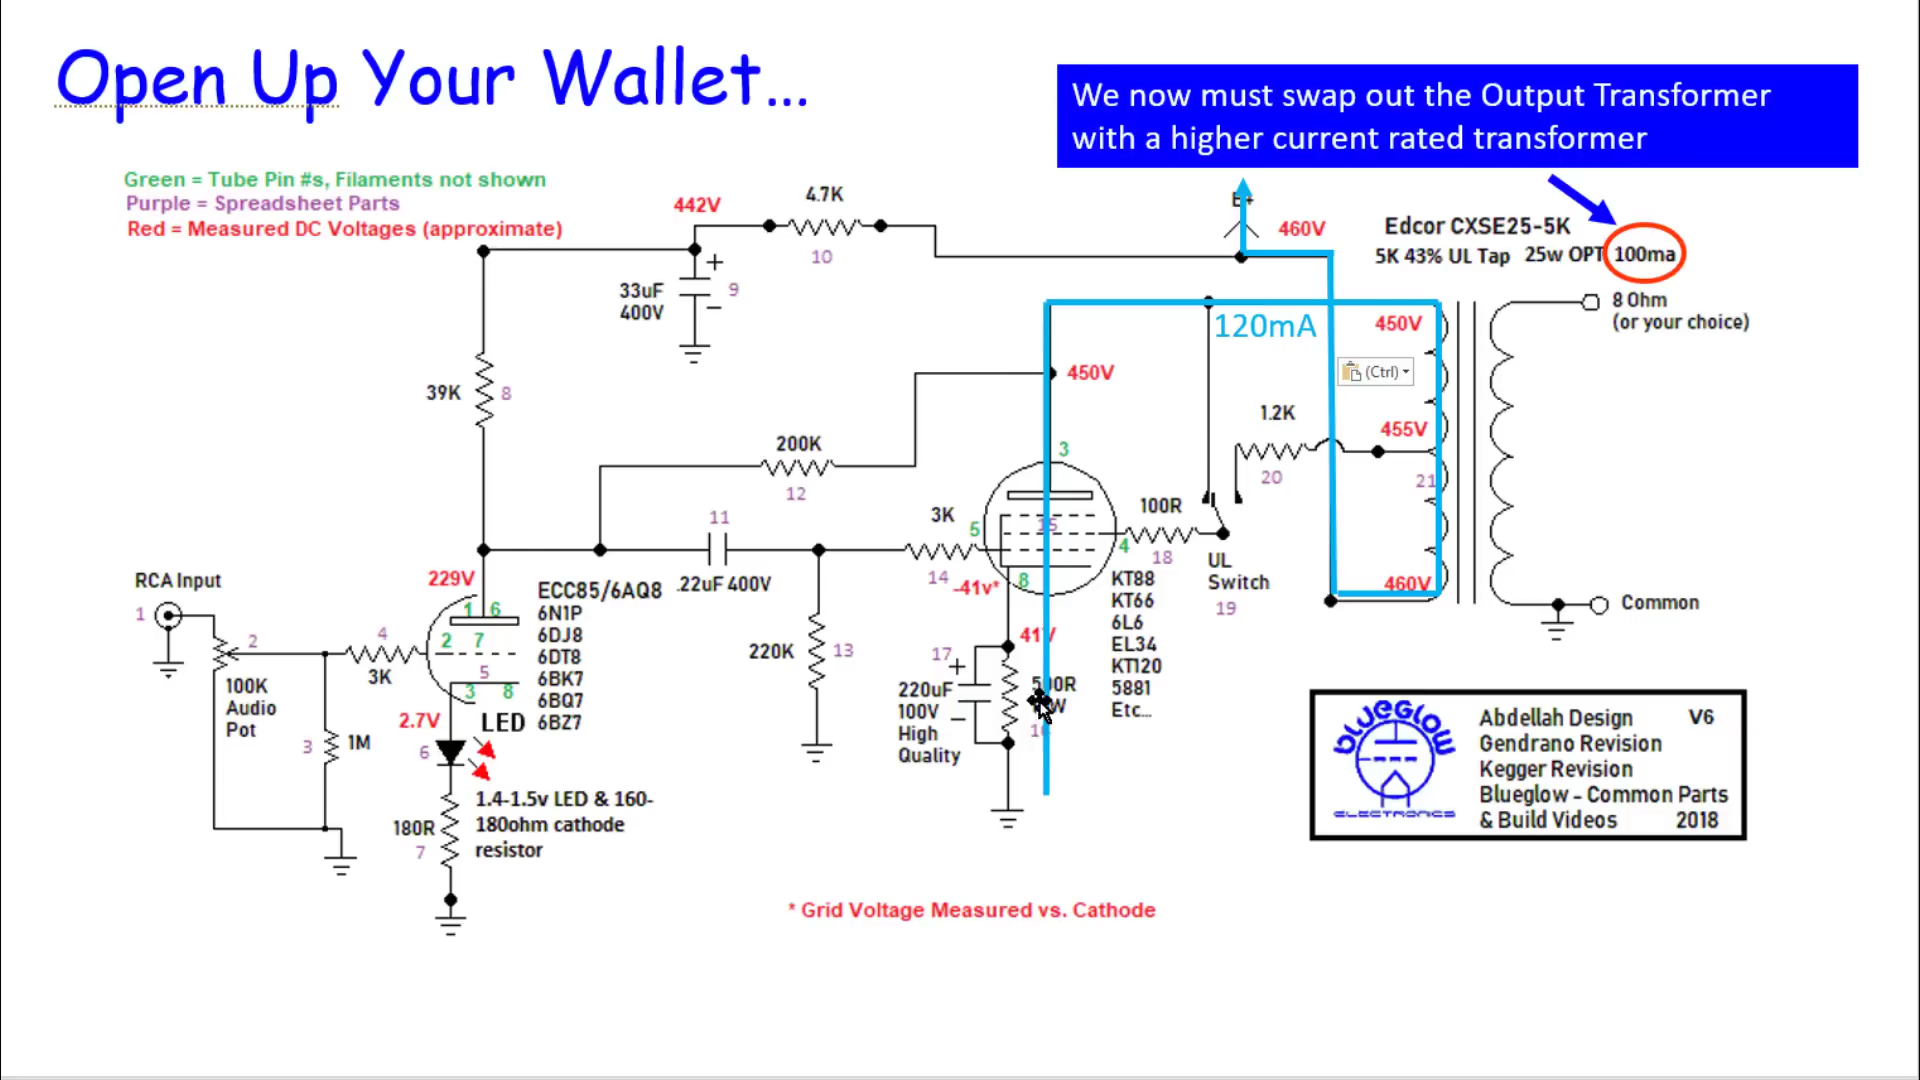 Open Up Your Wallet...
We now must swap out the Output Transformer
with a higher current rated transformer
Green = Tube Pin #s, Filaments not shown
Purple = Spreadsheet Parts
Red = Measured DC Voltages (approximate)
442V
4.7K
10
B+
460V
Edcor CXSE25-5K
5K 43% UL Tap 25w OPT 100ma
33uF
400V
+
9
−
8 Ohm
(or your choice)
120mA
450V
(Ctrl)
39K
8
450V
1.2K
455V
20
21
200K
12
3
11
3K
5
15
100R
4
18
14
-41v*
8
UL
Switch
19
460V
RCA Input
1
229V
ECC85/6AQ8
6N1P
6DJ8
6DT8
6BK7
6BQ7
6BZ7
.22uF 400V
KT88
KT66
6L6
EL34
KT120
5881
Etc...
Common
1 6
2 7
5
3 8
2
4
3K
100K
Audio
Pot
3
1M
220K
13
41V
17
+
220uF
100V
−
High
Quality
2.7V
LED
6
1.4-1.5v LED & 160-
180ohm cathode
resistor
180R
7
blueglow
ELECTRONICS
Abdellah Design V6
Gendrano Revision
Kegger Revision
Blueglow - Common Parts
& Build Videos 2018
* Grid Voltage Measured vs. Cathode